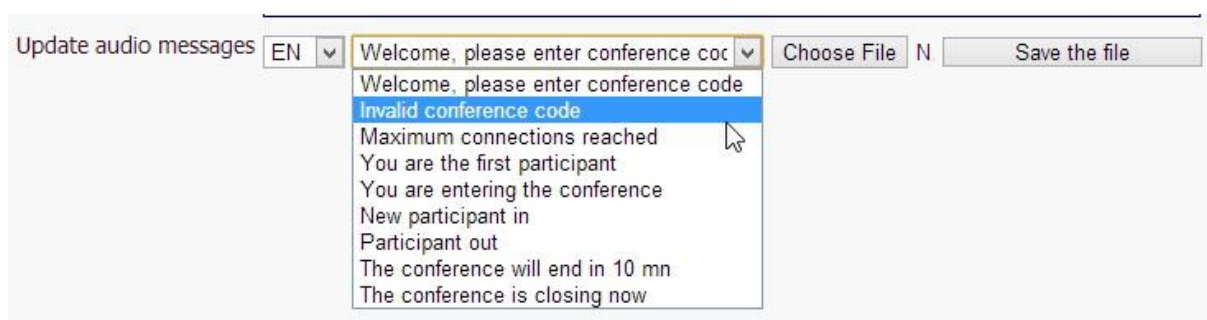 Update audio messages EN Welcome, please enter conference coc Choose File N Save the file
Welcome, please enter conference code
Invalid conference code
Maximum connections reached
You are the first participant
You are entering the conference
New participant in
Participant out
The conference will end in 10 mn
The conference is closing now